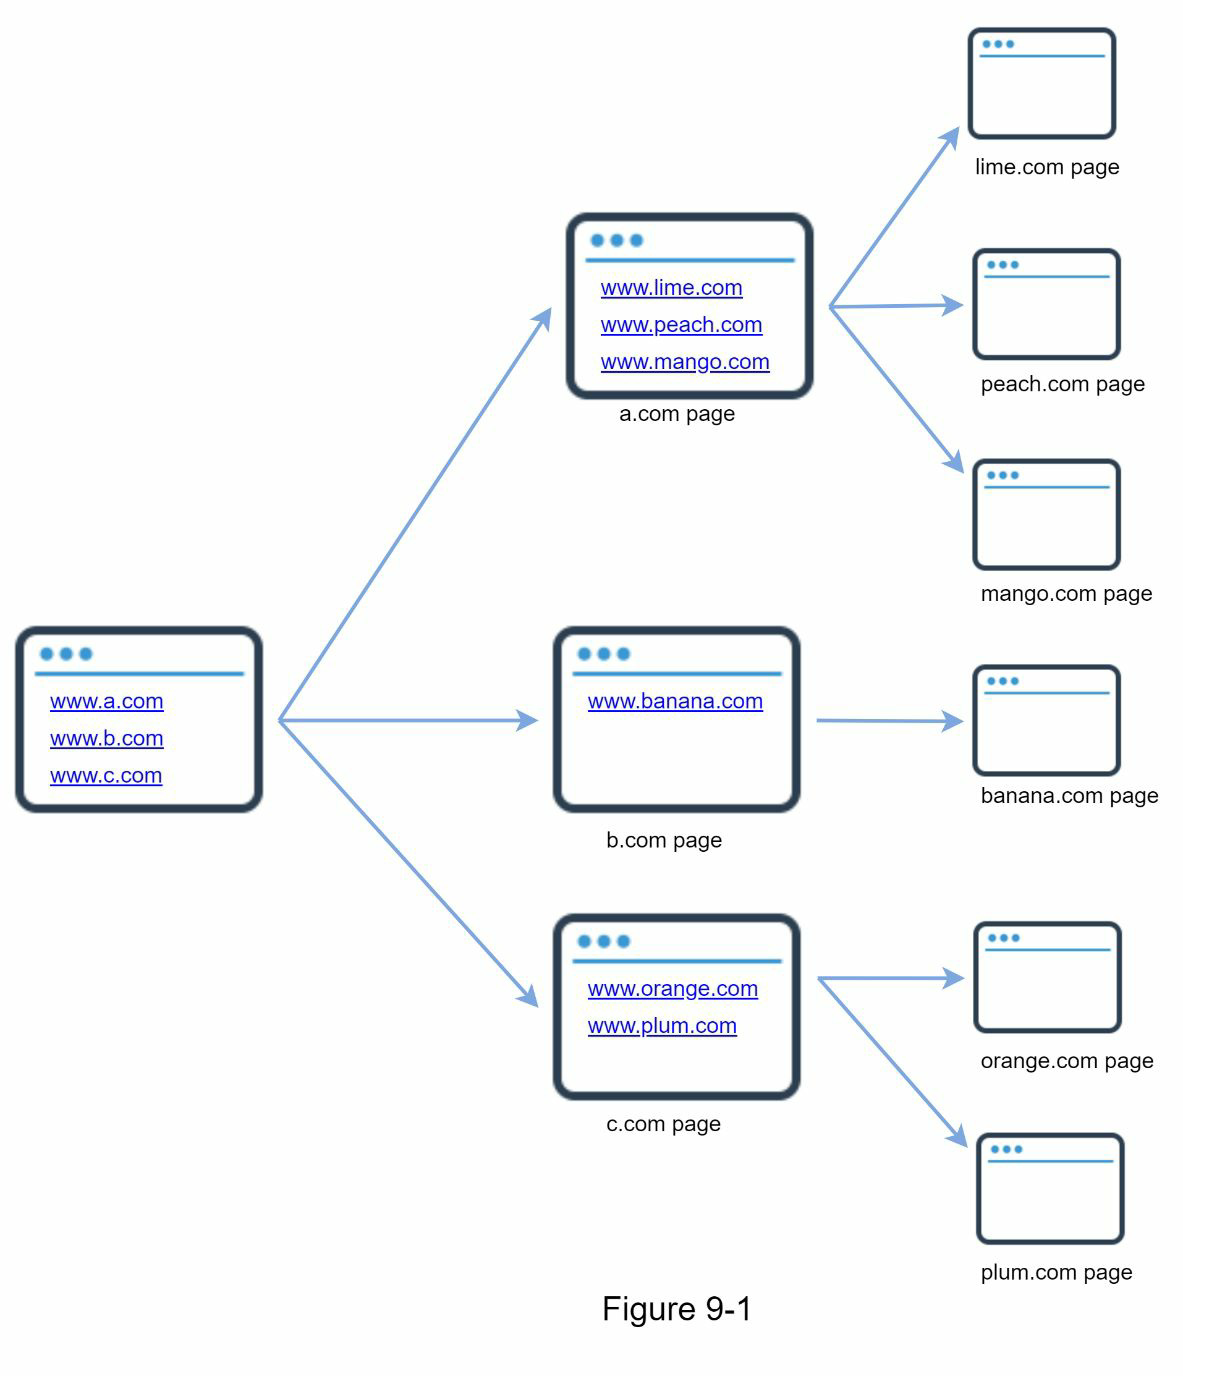 lime.com page
www.lime.com
www.peach.com
www.mango.com
a.com page
peach.com page
mango.com page
www.a.com
www.b.com
www.c.com
www.banana.com
b.com page
banana.com page
www.orange.com
www.plum.com
c.com page
orange.com page
plum.com page
Figure 9-1